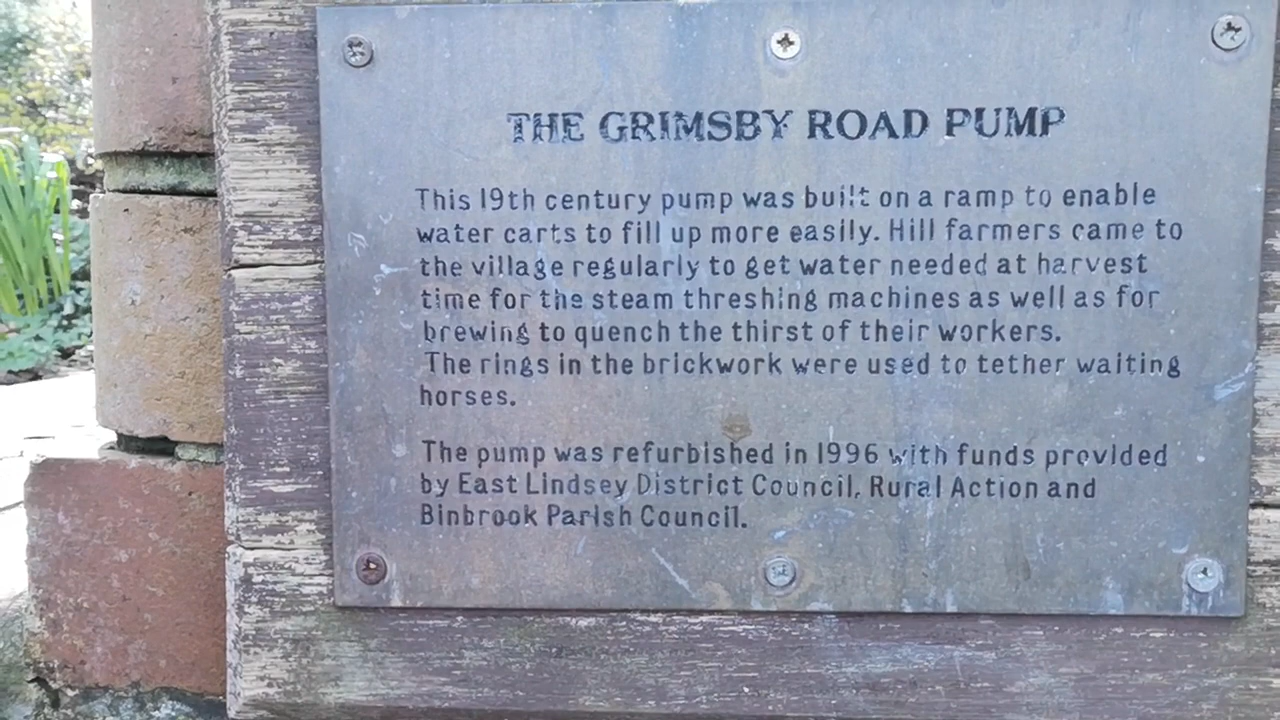 THE GRIMSBY ROAD PUMP
This 19th century pump was built on a ramp to enable
water carts to fill up more easily. Hill farmers came to
the village regularly to get water needed at harvest
time for the steam threshing machines as well as for
brewing to quench the thirst of their workers.
The rings in the brickwork were used to tether waiting
horses.
The pump was refurbished in 1996 with funds provided
by East Lindsey District Council, Rural Action and
Binbrook Parish Council.